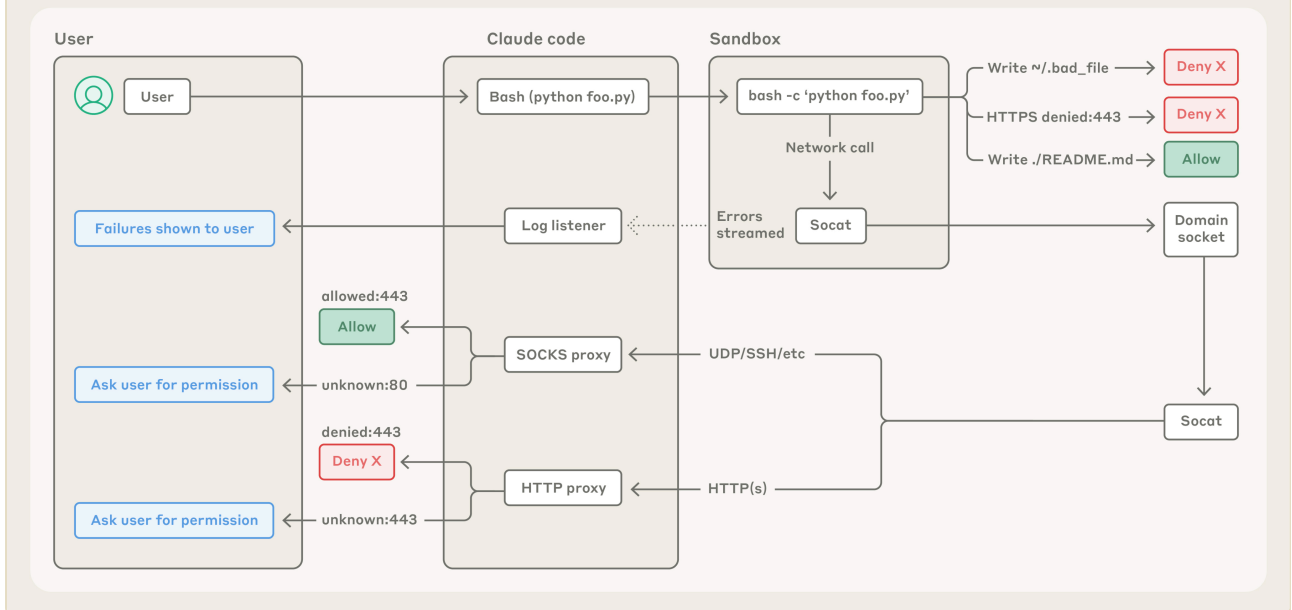 User
Claude code
Sandbox
User
Bash (python foo.py)
bash -c ‘python foo.py’
Write ~/.bad_file
Deny X
HTTPS denied:443
Deny X
Write ./README.md
Allow
Network call
Failures shown to user
Log listener
Errors
streamed
Socat
Domain
socket
allowed:443
Allow
SOCKS proxy
UDP/SSH/etc
Ask user for permission
unknown:80
Socat
denied:443
Deny X
HTTP proxy
HTTP(s)
Ask user for permission
unknown:443